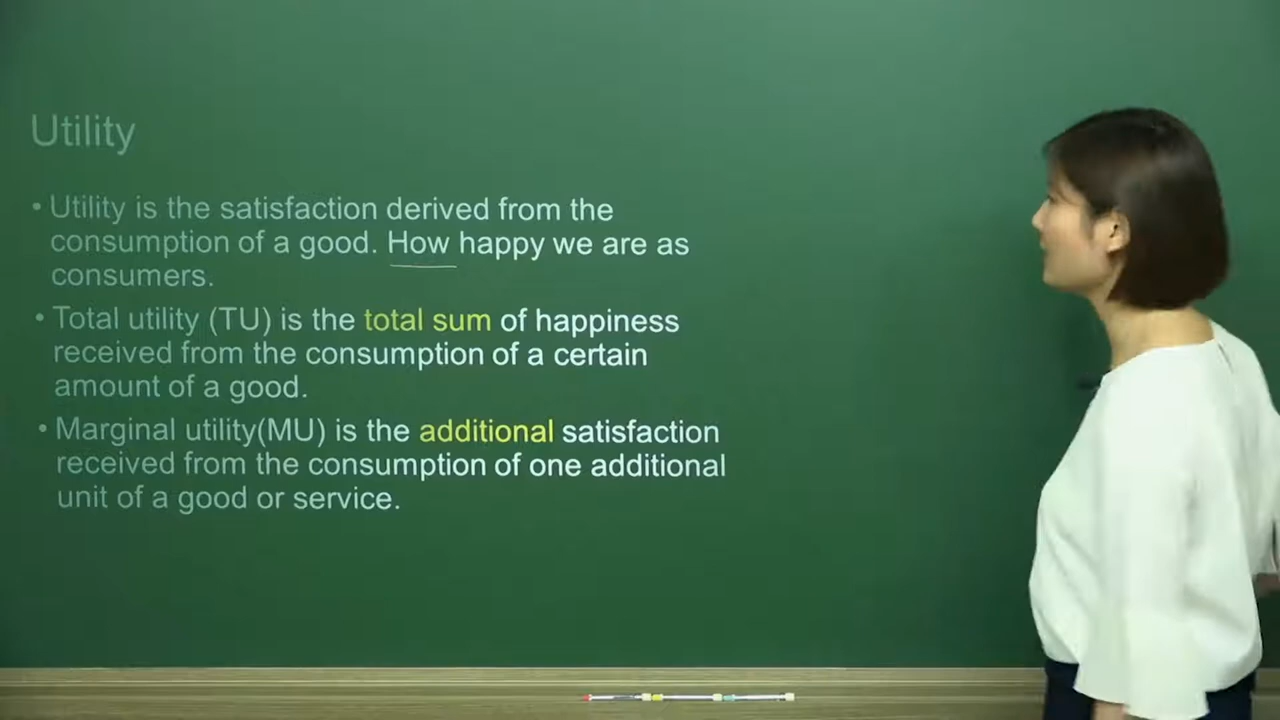 Utility
• Utility is the satisfaction derived from the
consumption of a good. How happy we are as
consumers.
• Total utility (TU) is the total sum of happiness
received from the consumption of a certain
amount of a good.
• Marginal utility(MU) is the additional satisfaction
received from the consumption of one additional
unit of a good or service.